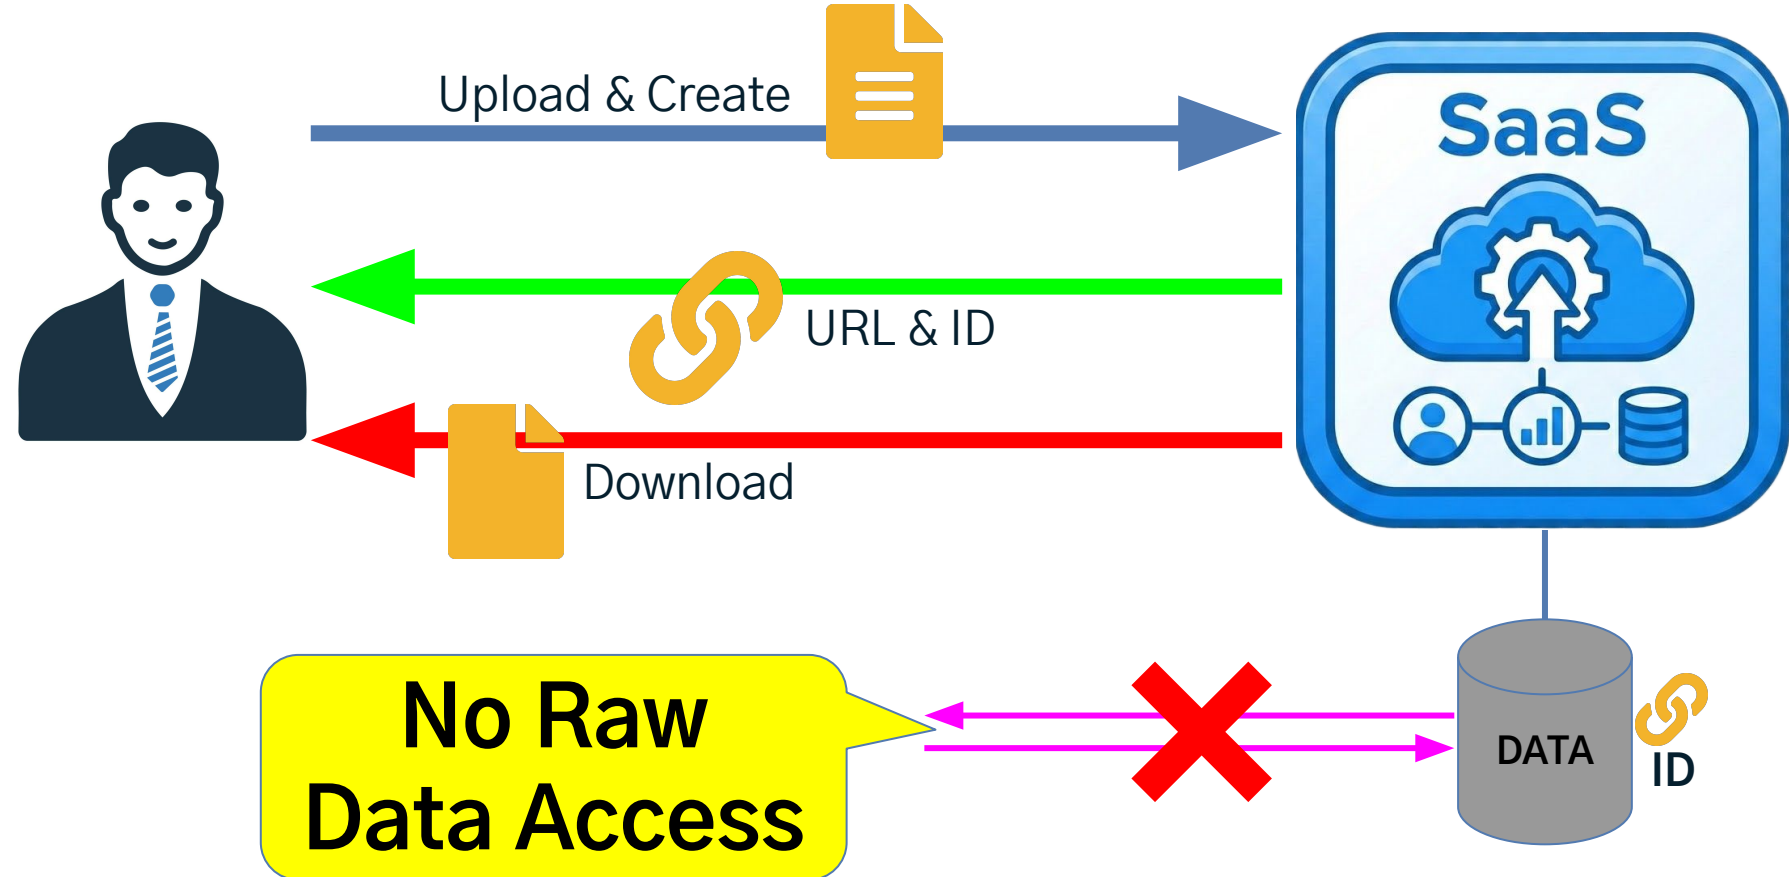 Upload & Create
SaaS
URL & ID
Download
No Raw
Data Access
DATA
ID